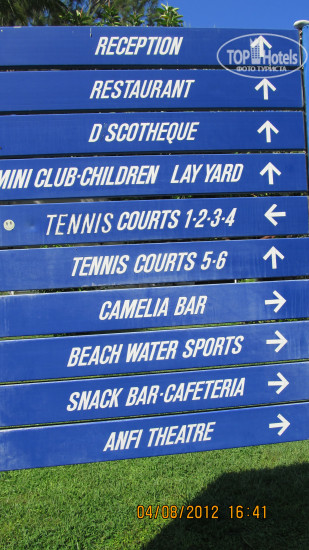 RECEPTION
TOPHotels
ФОТО ТУРИСТА
RESTAURANT
D SCOTHEQUE
MINI CLUB-CHILDREN LAY YARD
TENNIS COURTS 1-2-3-4
TENNIS COURTS 5-6
CAMELIA BAR
BEACH WATER SPORTS
SNACK BAR-CAFETERIA
ANFI THEATRE
04/08/2012 16:41